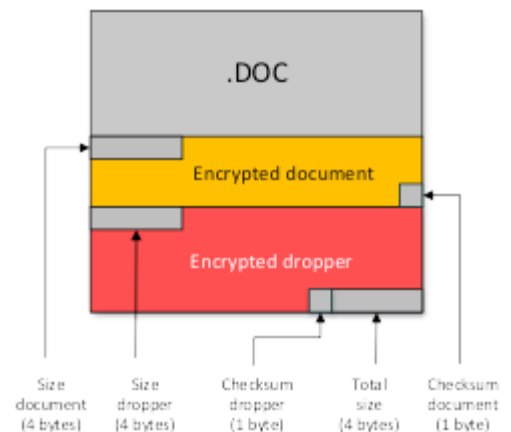 .DOC
Encrypted document
Encrypted dropper
Size
document
(4 bytes)
Size
dropper
(4 bytes)
Checksum
dropper
(1 byte)
Total
size
(4 bytes)
Checksum
document
(1 byte)